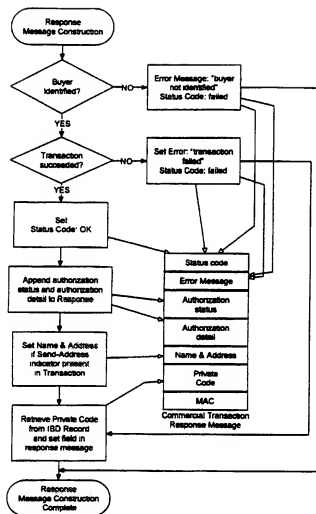 Response
Message Construction
Buyer
Identified?
NO
Error Message: "buyer
not identified"
Status Code: failed
YES
Transaction
succeeded?
NO
Set Error: "transaction
failed"
Status Code: failed
YES
Set
Status Code: OK
Append authorization
status and authorization
detail to Response
Set Name & Address
if Send-Address
indicator present
in Transaction
Retrieve Private Code
from IBD Record
and set field in
response message
Status code
Error Message
Authorization
status
Authorization
detail
Name & Address
Private
Code
MAC
Commercial Transaction
Response Message
Response
Message Construction
Complete